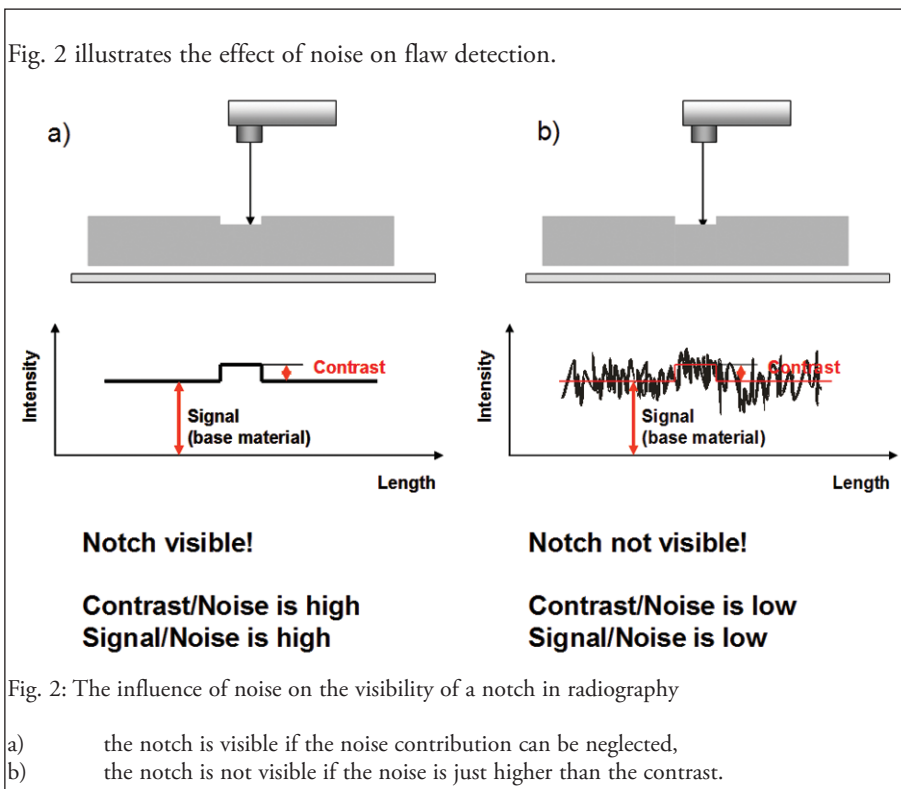 Fig. 2 illustrates the effect of noise on flaw detection.
a)
Intensity
Contrast
Signal
(base material)
Length
Notch visible!
Contrast/Noise is high
Signal/Noise is high
b)
Intensity
Contrast
Signal
(base material)
Length
Notch not visible!
Contrast/Noise is low
Signal/Noise is low
Fig. 2: The influence of noise on the visibility of a notch in radiography
a) the notch is visible if the noise contribution can be neglected,
b) the notch is not visible if the noise is just higher than the contrast.